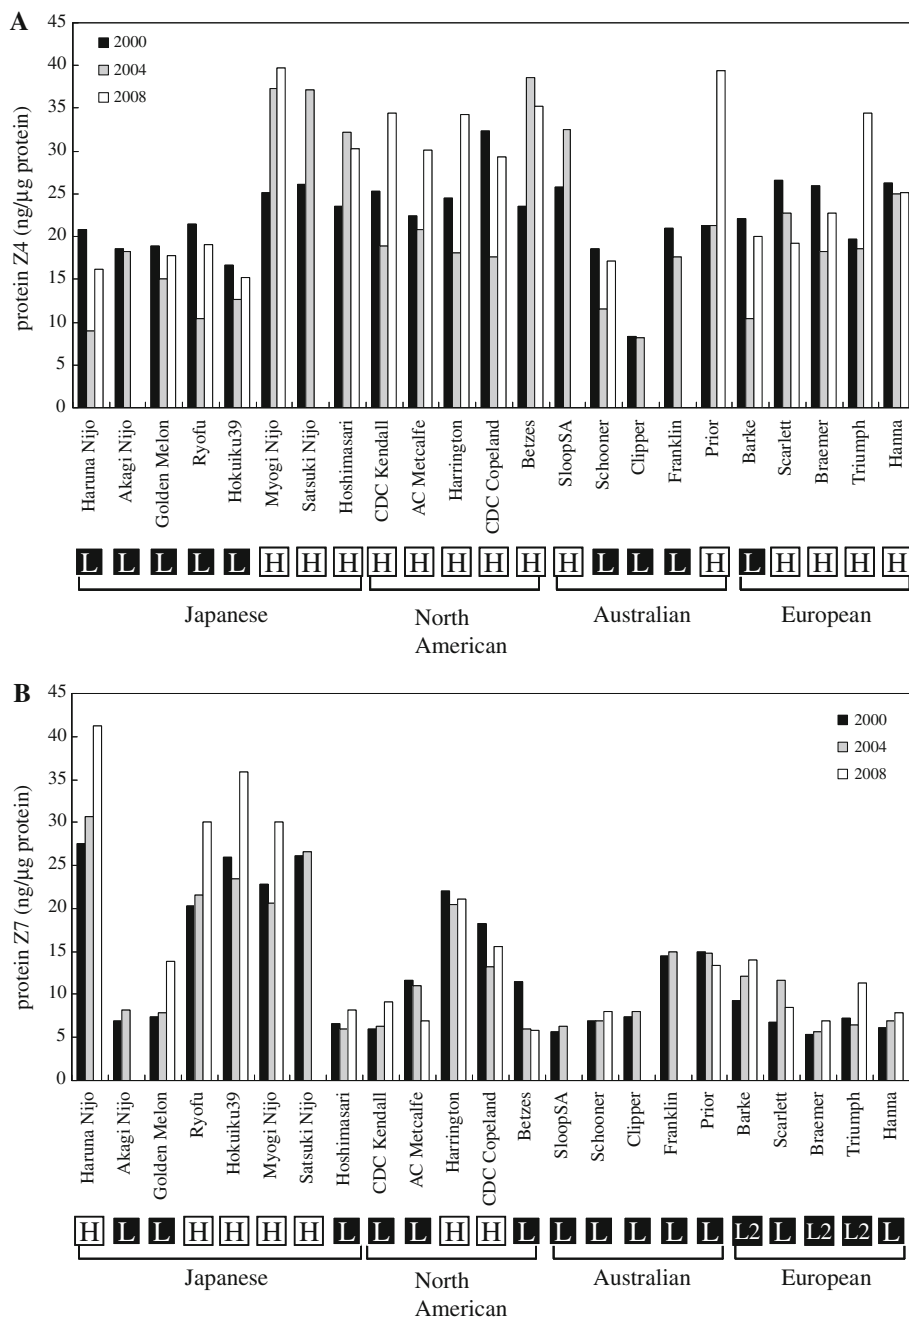 A
45
40
35
30
25
20
15
10
5
0
protein Z4 (ng/µg protein)
2000
2004
2008
Haruna Nijo
Akagi Nijo
Golden Melon
Ryofu
Hokuiku39
Myogi Nijo
Satsuki Nijo
Hoshimasari
CDC Kendall
AC Metcalfe
Harrington
CDC Copeland
Betzes
SloopSA
Schooner
Clipper
Franklin
Prior
Barke
Scarlett
Braemer
Triumph
Hanna
L L L L L H H H H H H H H H L L L H L H H H H
Japanese
North
American
Australian
European
B
45
40
35
30
25
20
15
10
5
0
protein Z7 (ng/µg protein)
2000
2004
2008
Haruna Nijo
Akagi Nijo
Golden Melon
Ryofu
Hokuiku39
Myogi Nijo
Satsuki Nijo
Hoshimasari
CDC Kendall
AC Metcalfe
Harrington
CDC Copeland
Betzes
SloopSA
Schooner
Clipper
Franklin
Prior
Barke
Scarlett
Braemer
Triumph
Hanna
H L L H H H H L L L H H L L L L L L L2 L L2 L2 L
Japanese
North
American
Australian
European